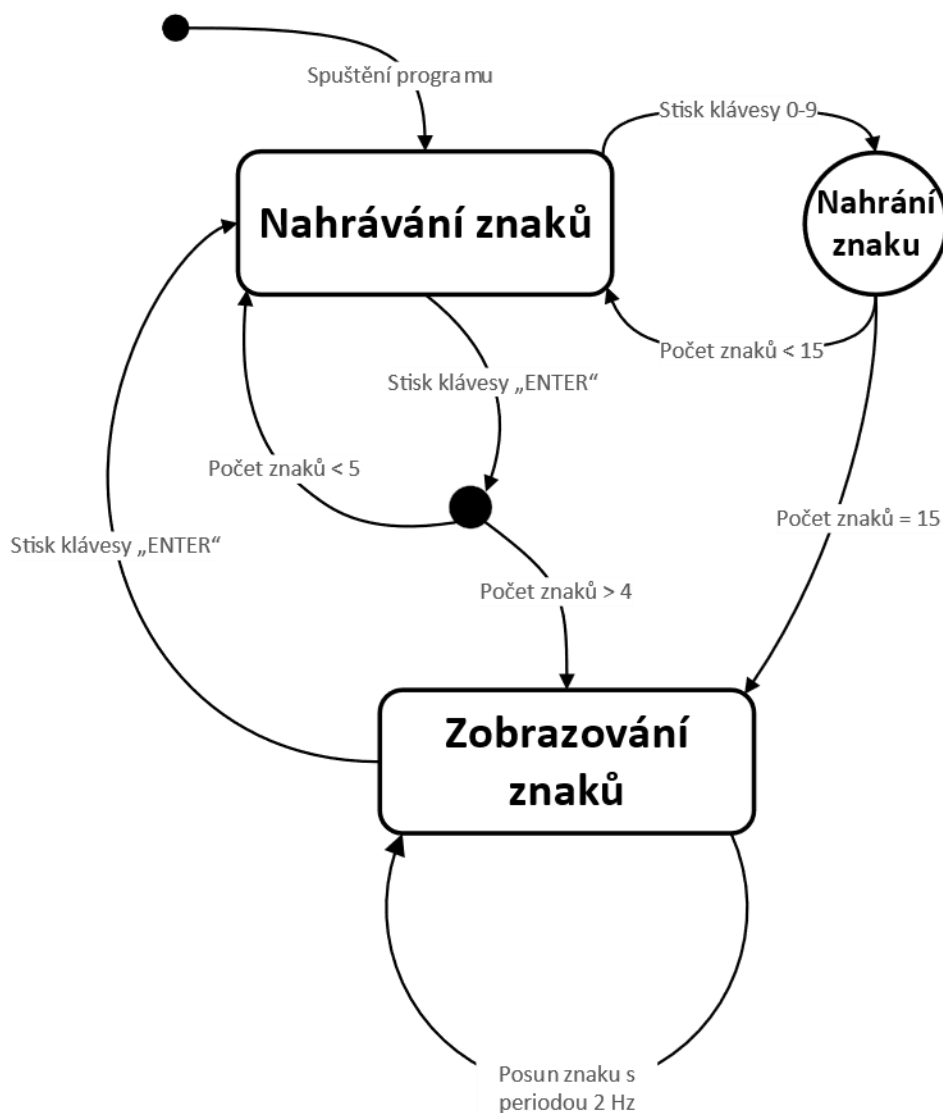 Spuštění programu
Stisk klávesy 0-9
Nahrávání znaků
Nahrání
znaku
Počet znaků < 15
Stisk klávesy „ENTER“
Počet znaků < 5
Počet znaků = 15
Stisk klávesy „ENTER“
Počet znaků > 4
Zobrazování
znaků
Posun znaku s
periodou 2 Hz